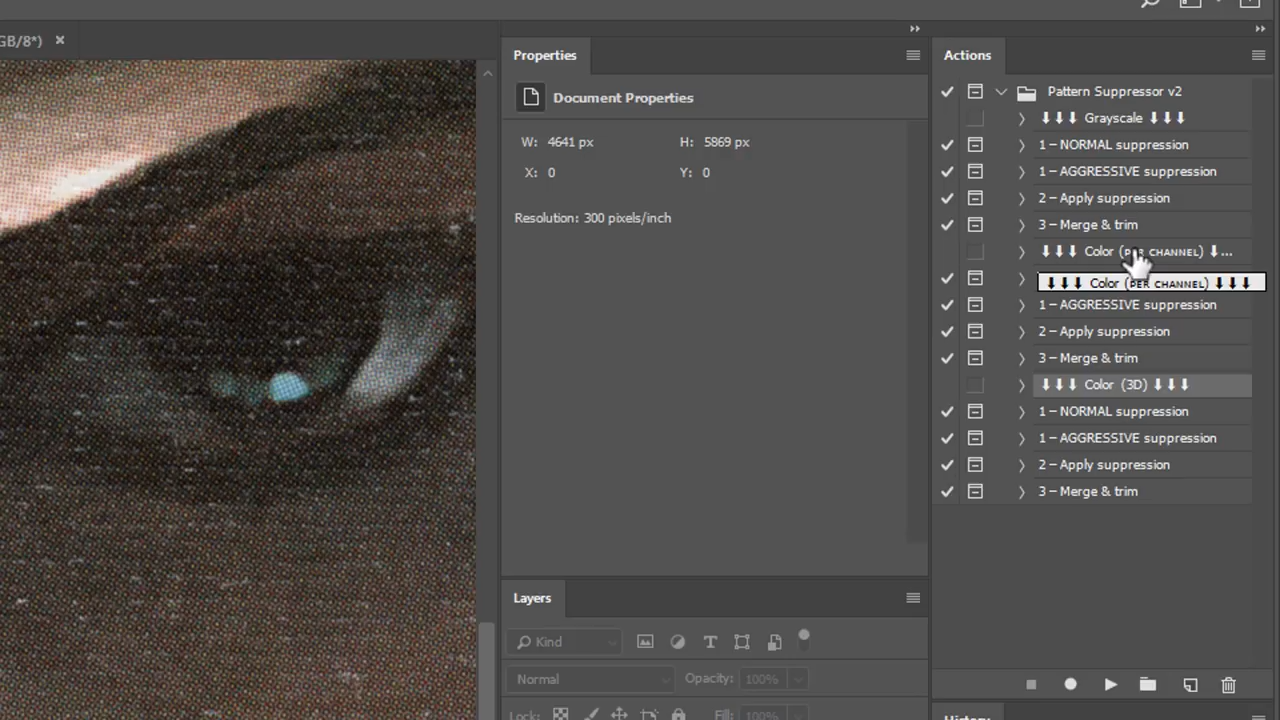 GB/8*) ×
Properties
Document Properties
W: 4641 px H: 5869 px
X: 0 Y: 0
Resolution: 300 pixels/inch
Layers
Kind
Normal Opacity: 100%
Lock: Fill: 100%
Actions
Pattern Suppressor v2
⬇⬇⬇ Grayscale ⬇⬇⬇
1 – NORMAL suppression
1 – AGGRESSIVE suppression
2 – Apply suppression
3 – Merge & trim
⬇⬇⬇ Color (PER CHANNEL) ⬇...
⬇⬇⬇ Color (PER CHANNEL) ⬇⬇⬇
1 – AGGRESSIVE suppression
2 – Apply suppression
3 – Merge & trim
⬇⬇⬇ Color (3D) ⬇⬇⬇
1 – NORMAL suppression
1 – AGGRESSIVE suppression
2 – Apply suppression
3 – Merge & trim
History